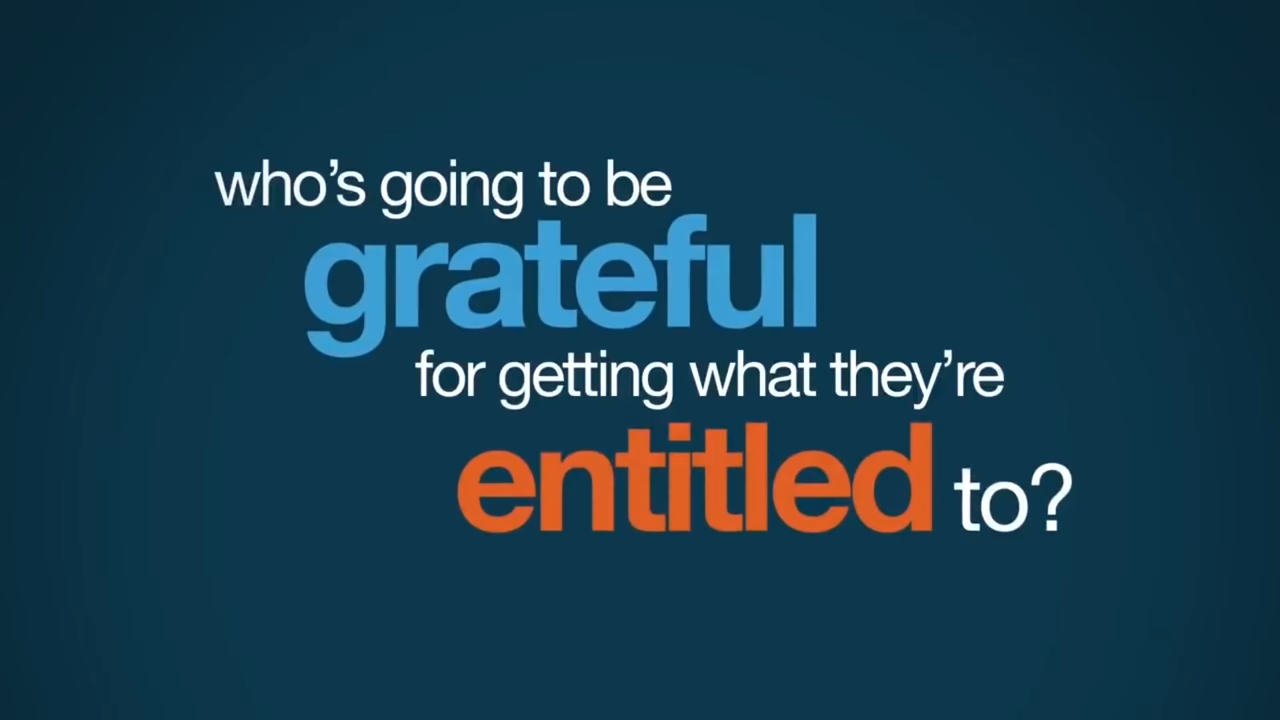 who's going to be
grateful
for getting what they're
entitled to?